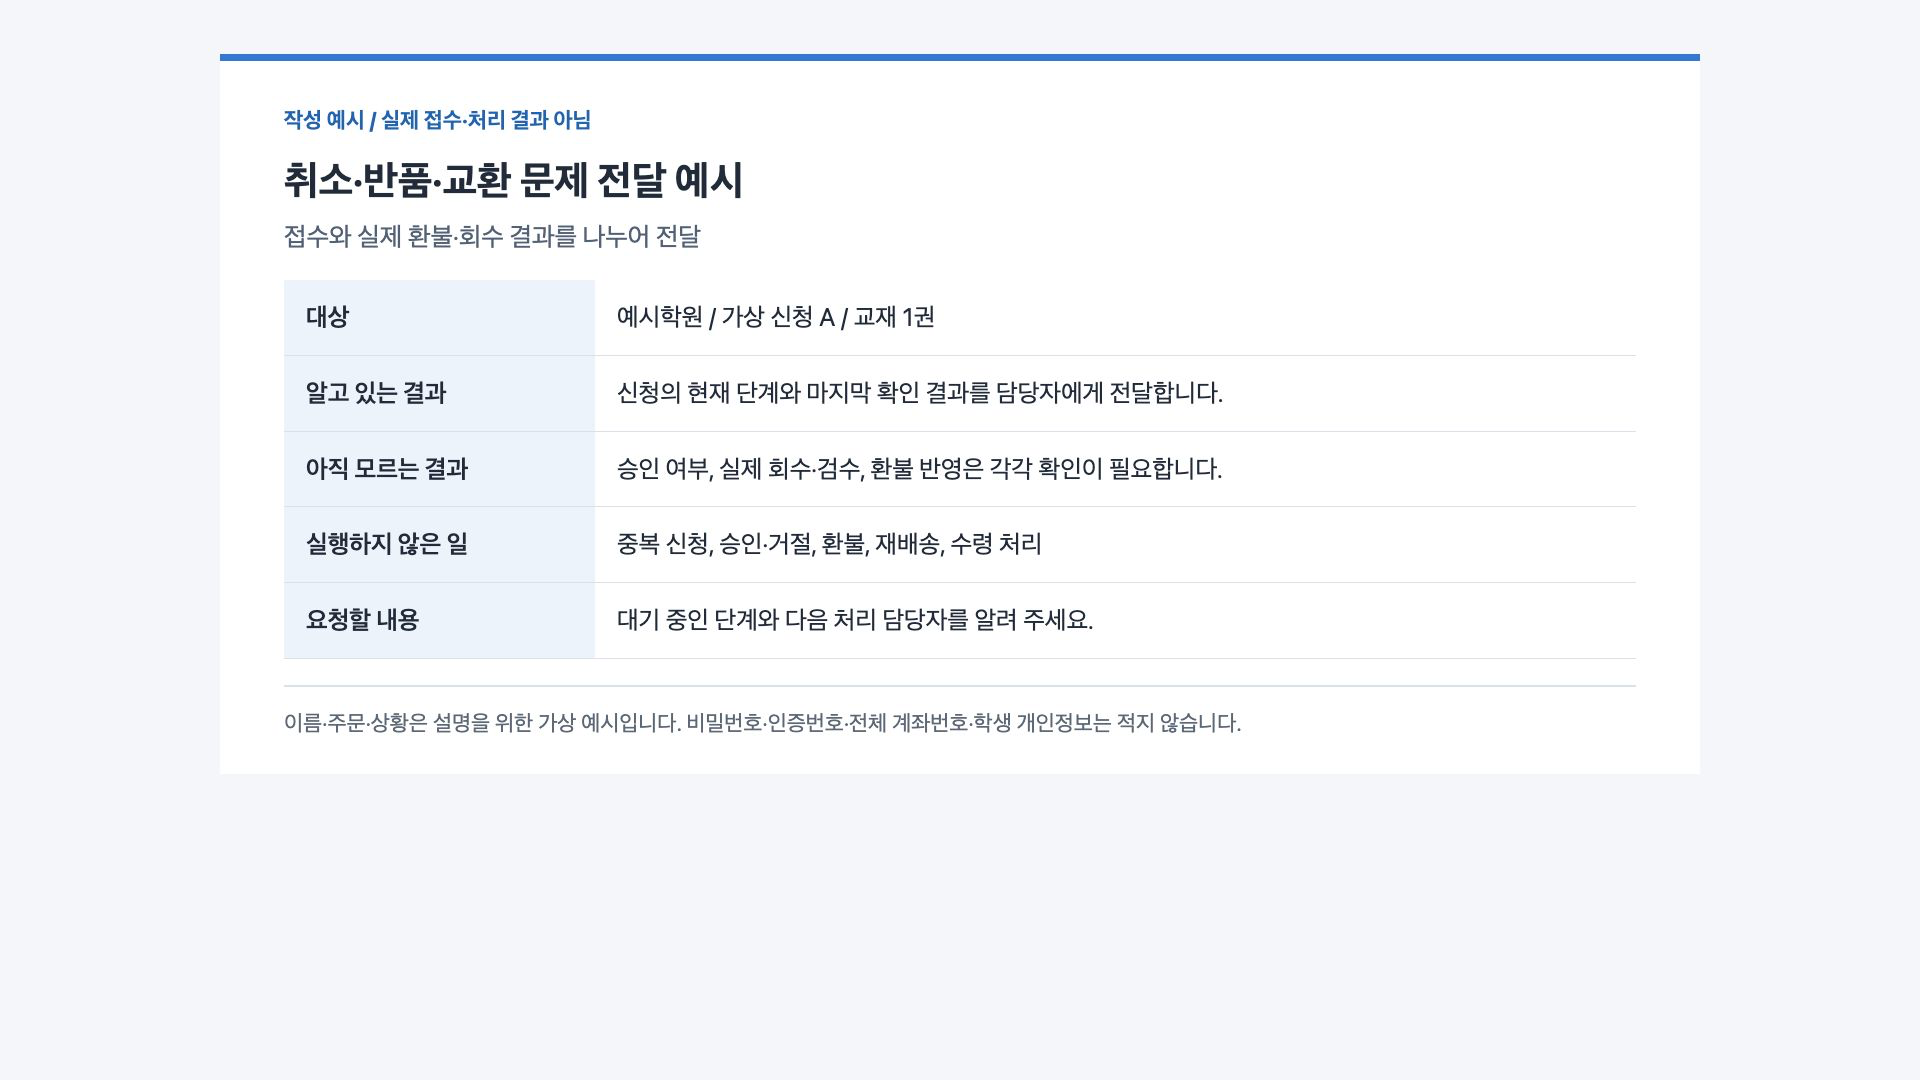 작성 예시 / 실제 접수·처리 결과 아님
취소·반품·교환 문제 전달 예시
접수와 실제 환불·회수 결과를 나누어 전달
대상 예시학원 / 가상 신청 A / 교재 1권
알고 있는 결과 신청의 현재 단계와 마지막 확인 결과를 담당자에게 전달합니다.
아직 모르는 결과 승인 여부, 실제 회수·검수, 환불 반영은 각각 확인이 필요합니다.
실행하지 않은 일 중복 신청, 승인·거절, 환불, 재배송, 수령 처리
요청할 내용 대기 중인 단계와 다음 처리 담당자를 알려 주세요.
이름·주문·상황은 설명을 위한 가상 예시입니다. 비밀번호·인증번호·전체 계좌번호·학생 개인정보는 적지 않습니다.